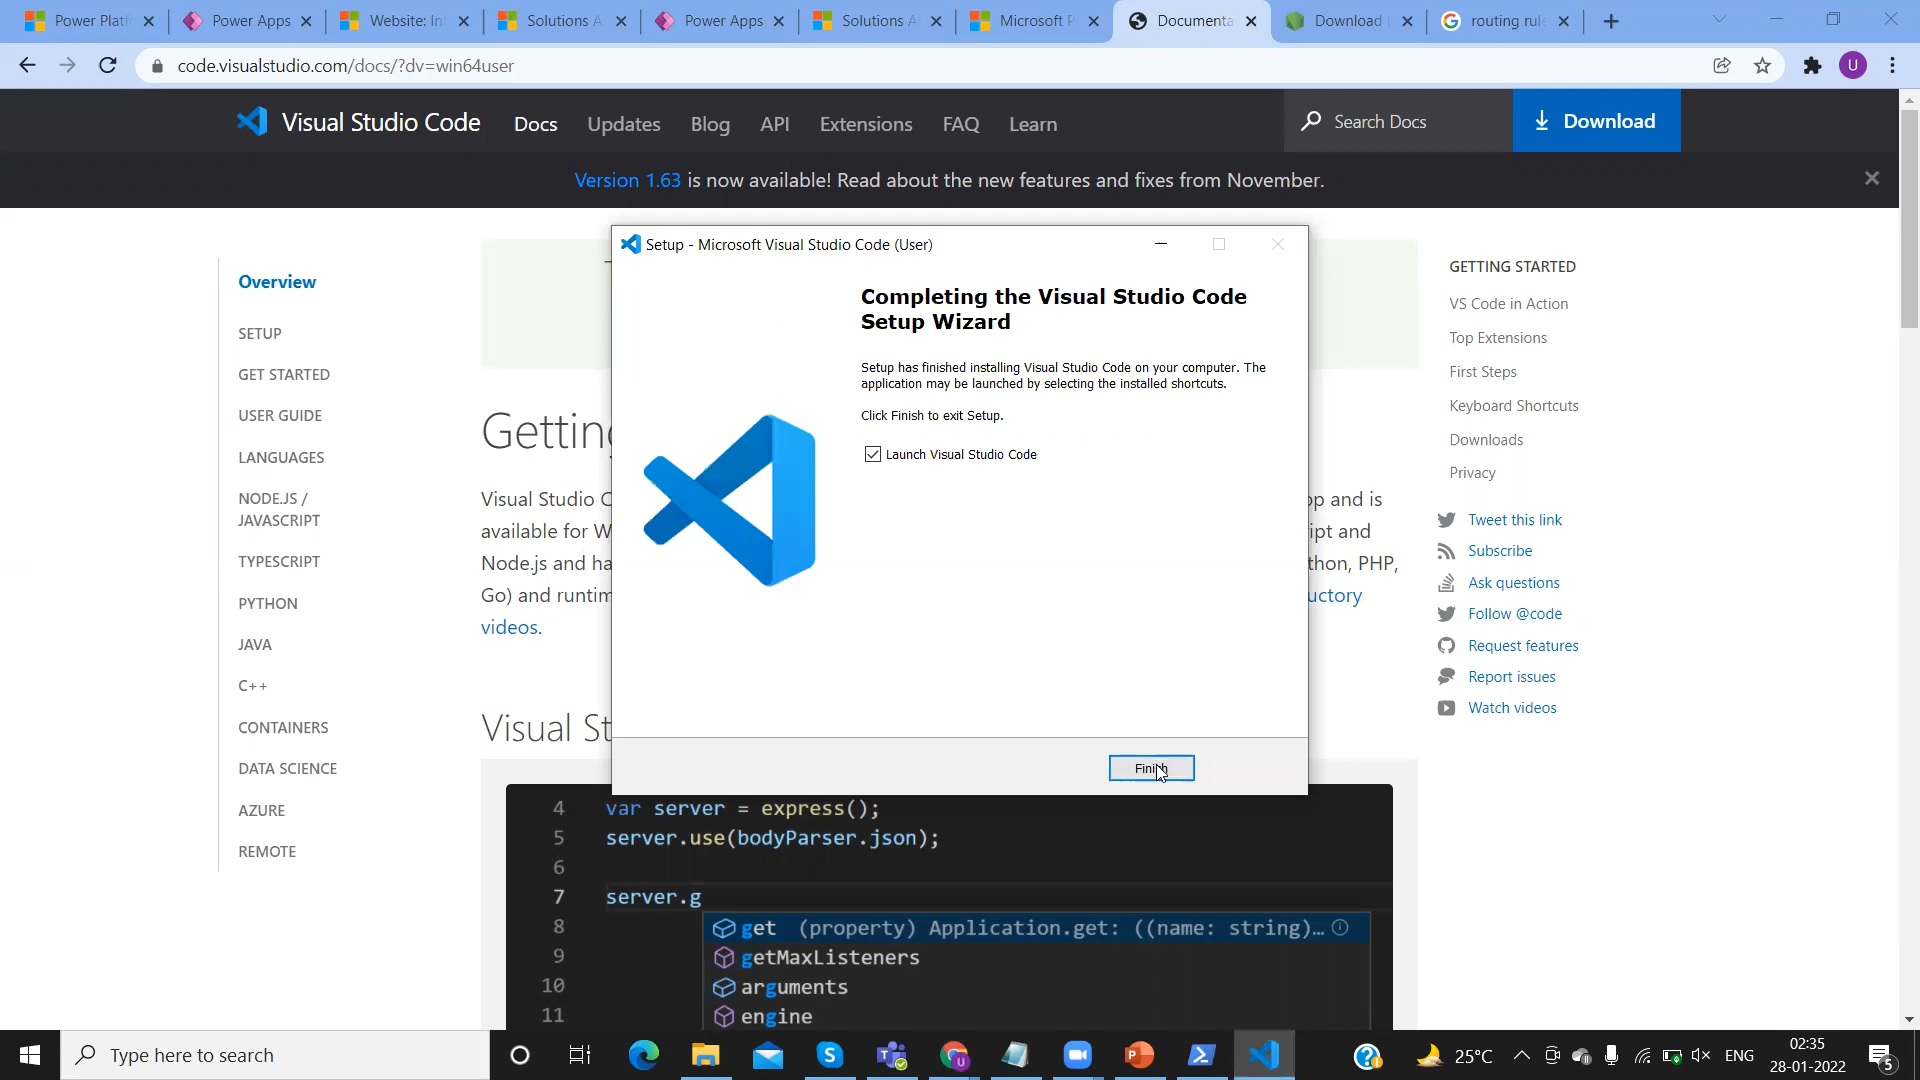 Power Platf
Power Apps
Website: In
Solutions A
Power Apps
Solutions A
Microsoft P
Documenta
Download
routing rule
code.visualstudio.com/docs/?dv=win64user
U
Visual Studio Code
Docs
Updates
Blog
API
Extensions
FAQ
Learn
Search Docs
Download
Version 1.63 is now available! Read about the new features and fixes from November.
Overview
SETUP
GET STARTED
USER GUIDE
LANGUAGES
NODE.JS /
JAVASCRIPT
TYPESCRIPT
PYTHON
JAVA
C++
CONTAINERS
DATA SCIENCE
AZURE
REMOTE
Setup - Microsoft Visual Studio Code (User)
Completing the Visual Studio Code
Setup Wizard
Setup has finished installing Visual Studio Code on your computer. The
application may be launched by selecting the installed shortcuts.
Click Finish to exit Setup.
Launch Visual Studio Code
Finish
Getting
Visual Studio C
op and is
available for W
ipt and
Node.js and ha
thon, PHP,
Go) and runtim
uctory
videos.
Visual St
4 var server = express();
5 server.use(bodyParser.json);
6
7 server.g
8 get (property) Application.get: ((name: string)…
9 getMaxListeners
10 arguments
11 engine
GETTING STARTED
VS Code in Action
Top Extensions
First Steps
Keyboard Shortcuts
Downloads
Privacy
Tweet this link
Subscribe
Ask questions
Follow @code
Request features
Report issues
Watch videos
Type here to search
25°C
ENG
02:35
28-01-2022
5